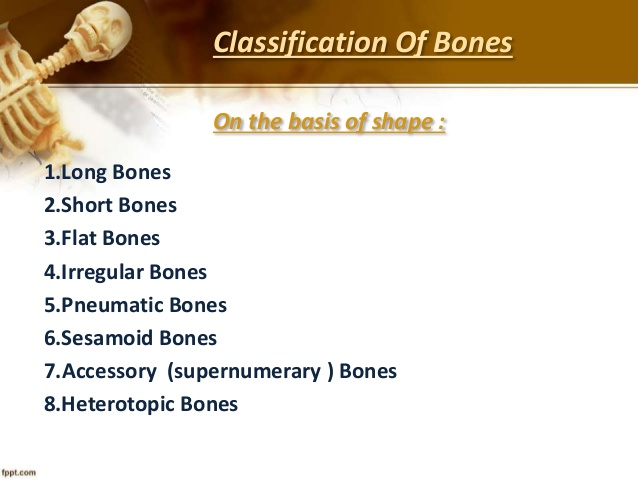 Classification Of Bones
On the basis of shape :
1.Long Bones
2.Short Bones
3.Flat Bones
4.Irregular Bones
5.Pneumatic Bones
6.Sesamoid Bones
7.Accessory (supernumerary ) Bones
8.Heterotopic Bones
fppt.com